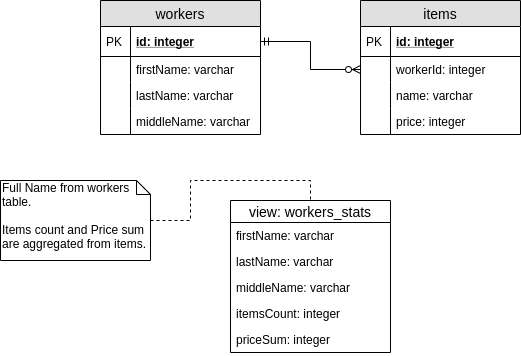 workers
PK id: integer
firstName: varchar
lastName: varchar
middleName: varchar
items
PK id: integer
workerId: integer
name: varchar
price: integer
Full Name from workers
table.
Items count and Price sum
are aggregated from items.
view: workers_stats
firstName: varchar
lastName: varchar
middleName: varchar
itemsCount: integer
priceSum: integer